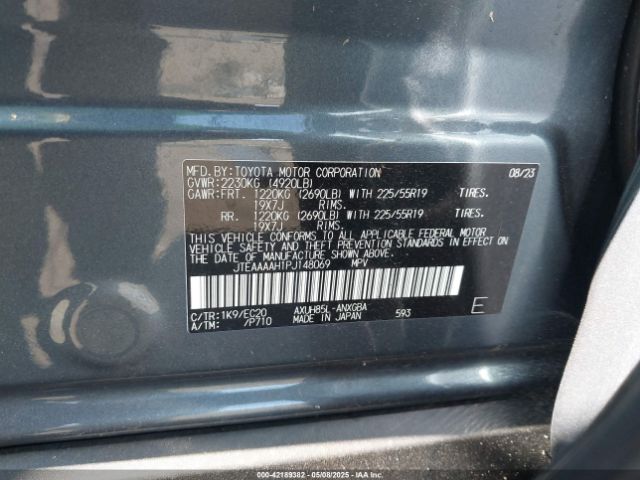 MFD.BY:TOYOTA MOTOR CORPORATION 08/23
GVWR:2230KG (4920LB)
GAWR:FRT. 1220KG (2690LB) WITH 225/55R19 TIRES.
19X7J RIMS.
RR. 1220KG (2690LB) WITH 225/55R19 TIRES.
19X7J RIMS.
THIS VEHICLE CONFORMS TO ALL APPLICABLE FEDERAL MOTOR
VEHICLE SAFETY AND THEFT PREVENTION STANDARDS IN EFFECT ON
THE DATE OF MANUFACTURE SHOWN ABOVE.
JTEAAAAH1PJ148069 MPV
C/TR:1K9/EC20 AXUH85L-ANXGBA 593 E
A/TM: /P710 MADE IN JAPAN
000-42189382 - 05/08/2025 - IAAI.COM